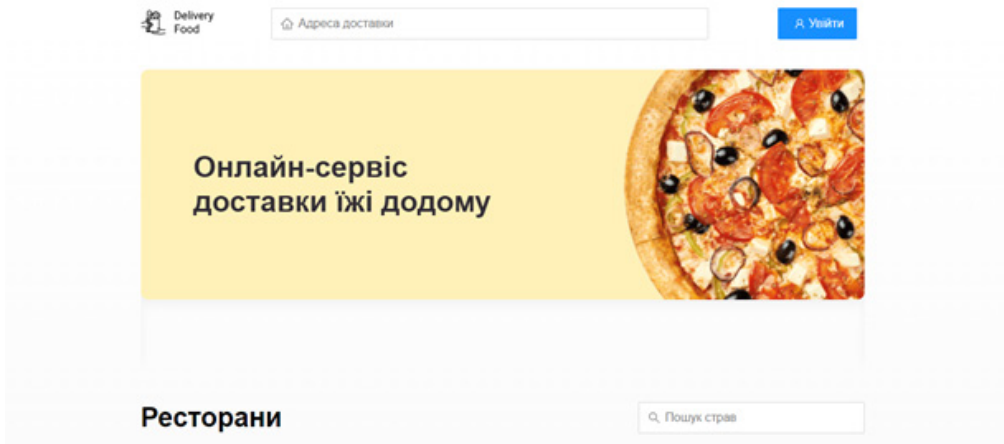 Delivery
Food
Адреса доставки
Увійти
Онлайн-сервіс
доставки їжі додому
Ресторани
Пошук страв